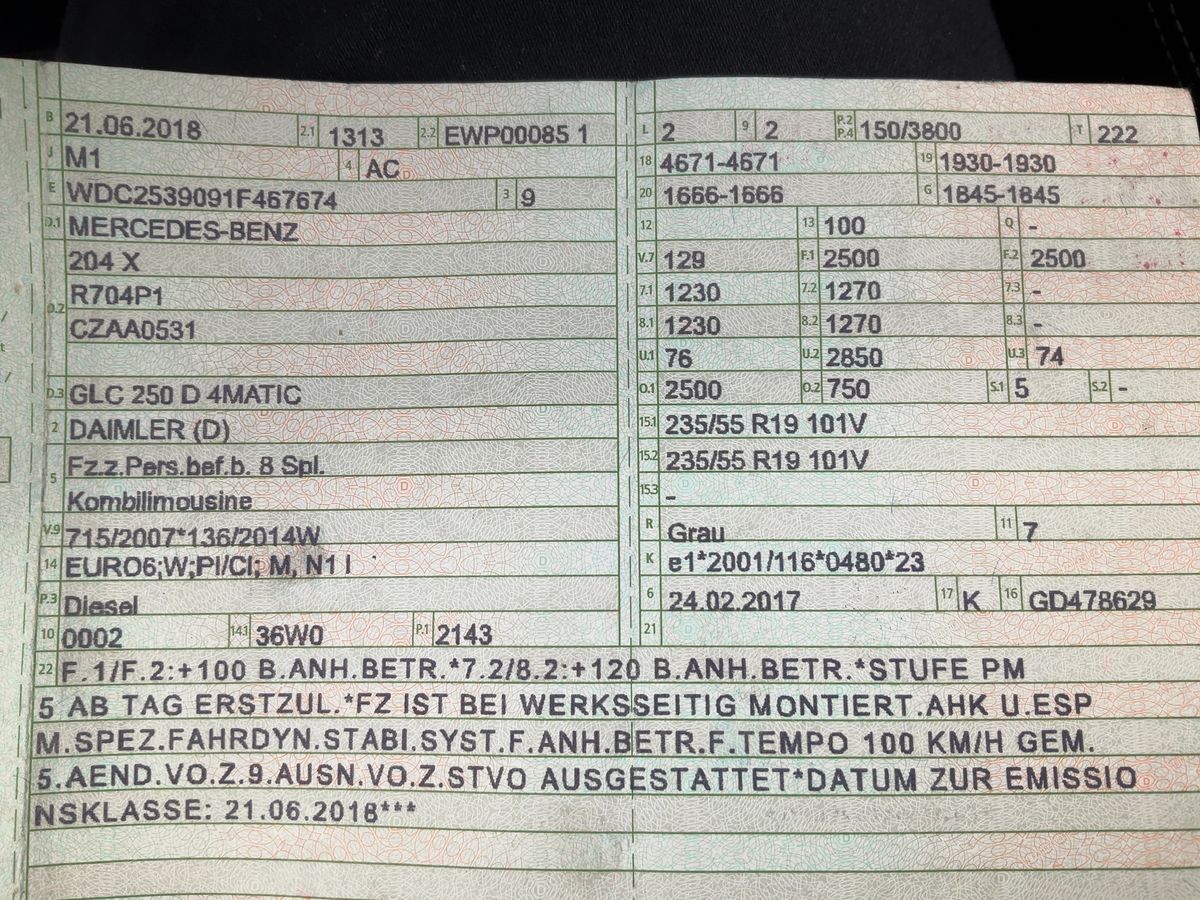 B 21.06.2018 2.1 1313 2.2 EWP00085 1
J M1 4 AC
E WDC2539091F467674 3 9
D.1 MERCEDES-BENZ
204 X
D.2 R704P1
CZAA0531
D.3 GLC 250 D 4MATIC
2 DAIMLER (D)
5 Fz.z.Pers.bef.b. 8 Spl.
Kombilimousine
V.9 715/2007*136/2014W
14 EURO6;W;PI/CI; M, N1 I
P.3 Diesel
10 0002 14.1 36W0 P.1 2143
L 2 9 2 P.2 P.4 150/3800 T 222
18 4671-4671 19 1930-1930
20 1666-1666 G 1845-1845
12 13 100 Q -
V.7 129 F.1 2500 F.2 2500
7.1 1230 7.2 1270 7.3 -
8.1 1230 8.2 1270 8.3 -
U.1 76 U.2 2850 U.3 74
O.1 2500 O.2 750 S.1 5 S.2 -
15.1 235/55 R19 101V
15.2 235/55 R19 101V
15.3 -
R Grau 11 7
K e1*2001/116*0480*23
6 24.02.2017 17 K 16 GD478629
21
22 F.1/F.2:+100 B.ANH.BETR.*7.2/8.2:+120 B.ANH.BETR.*STUFE PM
5 AB TAG ERSTZUL.*FZ IST BEI WERKSSEITIG MONTIERT.AHK U.ESP
M.SPEZ.FAHRDYN.STABI.SYST.F.ANH.BETR.F.TEMPO 100 KM/H GEM.
5.AEND.VO.Z.9.AUSN.VO.Z.STVO AUSGESTATTET*DATUM ZUR EMISSIO
NSKLASSE: 21.06.2018***